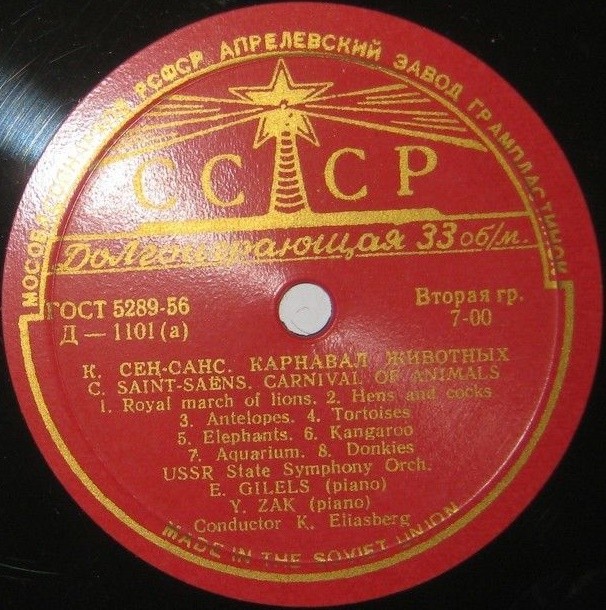 РСФСР АПРЕЛЕВСКИЙ ЗАВОД ГРАМПЛАСТИНОК
СССР
Долгоиграющая 33 об/м.
ГОСТ 5289-56
Д — 1101 (а)
Вторая гр.
7-00
К. СЕН-САНС. КАРНАВАЛ ЖИВОТНЫХ
C. SAINT-SAËNS. CARNIVAL OF ANIMALS
1. Royal march of lions. 2. Hens and cocks
3. Antelopes. 4. Tortoises
5. Elephants. 6. Kangaroo
7. Aquarium. 8. Donkies
USSR State Symphony Orch.
E. GILELS (piano)
Y. ZAK (piano)
Conductor K. Eliasberg
MADE IN THE SOVIET UNION